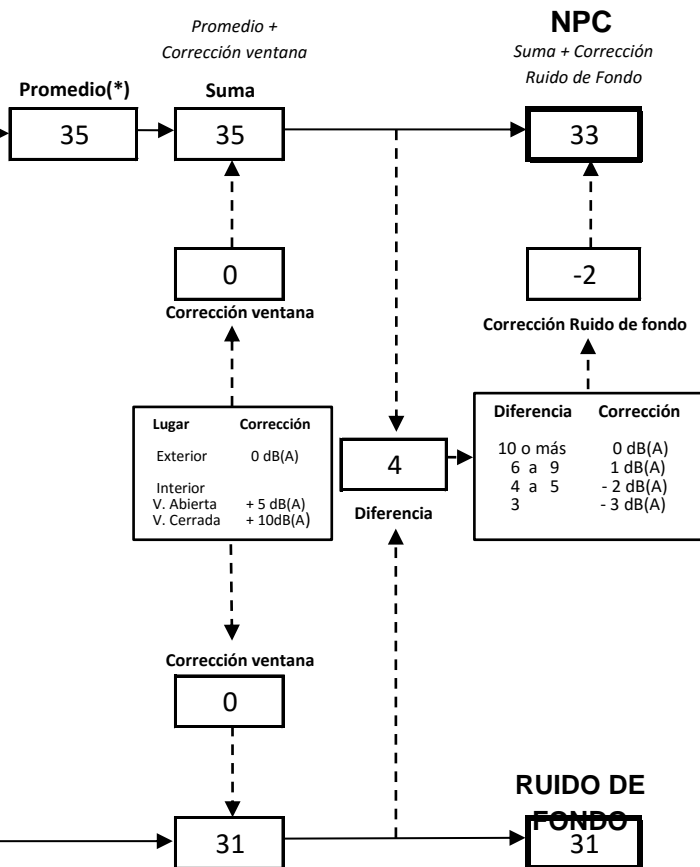 Promedio +
Corrección ventana
NPC
Suma + Corrección
Ruido de Fondo
Promedio(*)
Suma
35
35
33
0
-2
Corrección ventana
Corrección Ruido de fondo
Lugar Corrección
Exterior 0 dB(A)
Interior
V. Abierta + 5 dB(A)
V. Cerrada + 10dB(A)
4
Diferencia
Diferencia Corrección
10 o más 0 dB(A)
6 a 9 1 dB(A)
4 a 5 - 2 dB(A)
3 - 3 dB(A)
Corrección ventana
0
31
RUIDO DE
FONDO
31